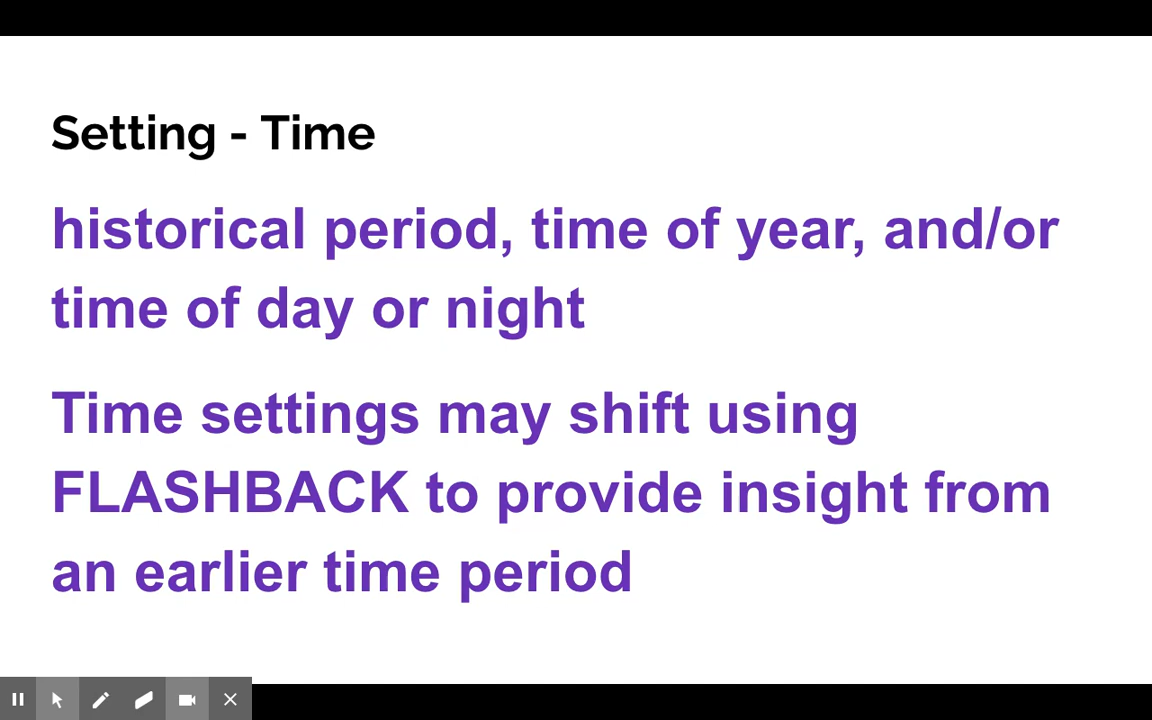 Setting - Time
historical period, time of year, and/or
time of day or night
Time settings may shift using
FLASHBACK to provide insight from
an earlier time period